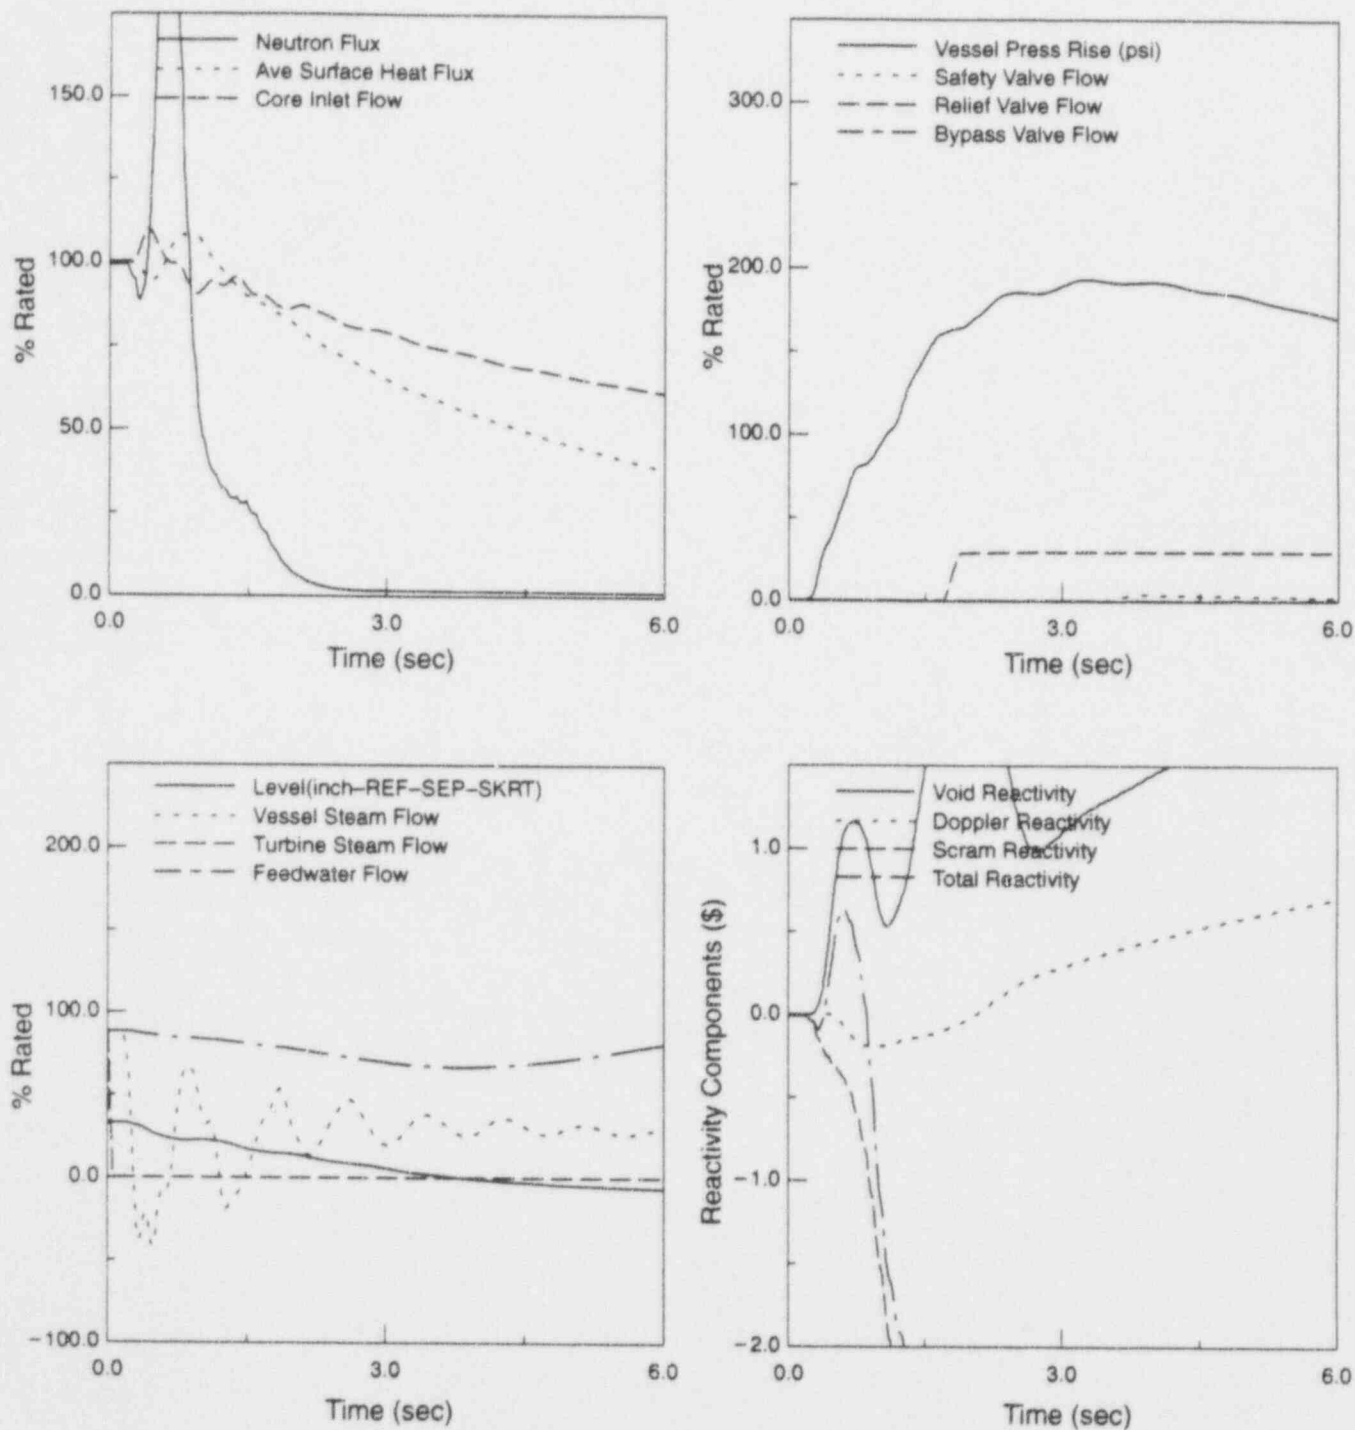 Neutron Flux
Ave Surface Heat Flux
Core Inlet Flow
150.0
100.0
50.0
0.0
% Rated
0.0 3.0 6.0
Time (sec)
Vessel Press Rise (psi)
Safety Valve Flow
Relief Valve Flow
Bypass Valve Flow
300.0
200.0
100.0
0.0
% Rated
0.0 3.0 6.0
Time (sec)
Level(inch-REF-SEP-SKRT)
Vessel Steam Flow
Turbine Steam Flow
Feedwater Flow
200.0
100.0
0.0
-100.0
% Rated
0.0 3.0 6.0
Time (sec)
Void Reactivity
Doppler Reactivity
Scram Reactivity
Total Reactivity
1.0
0.0
-1.0
-2.0
Reactivity Components ($)
0.0 3.0 6.0
Time (sec)